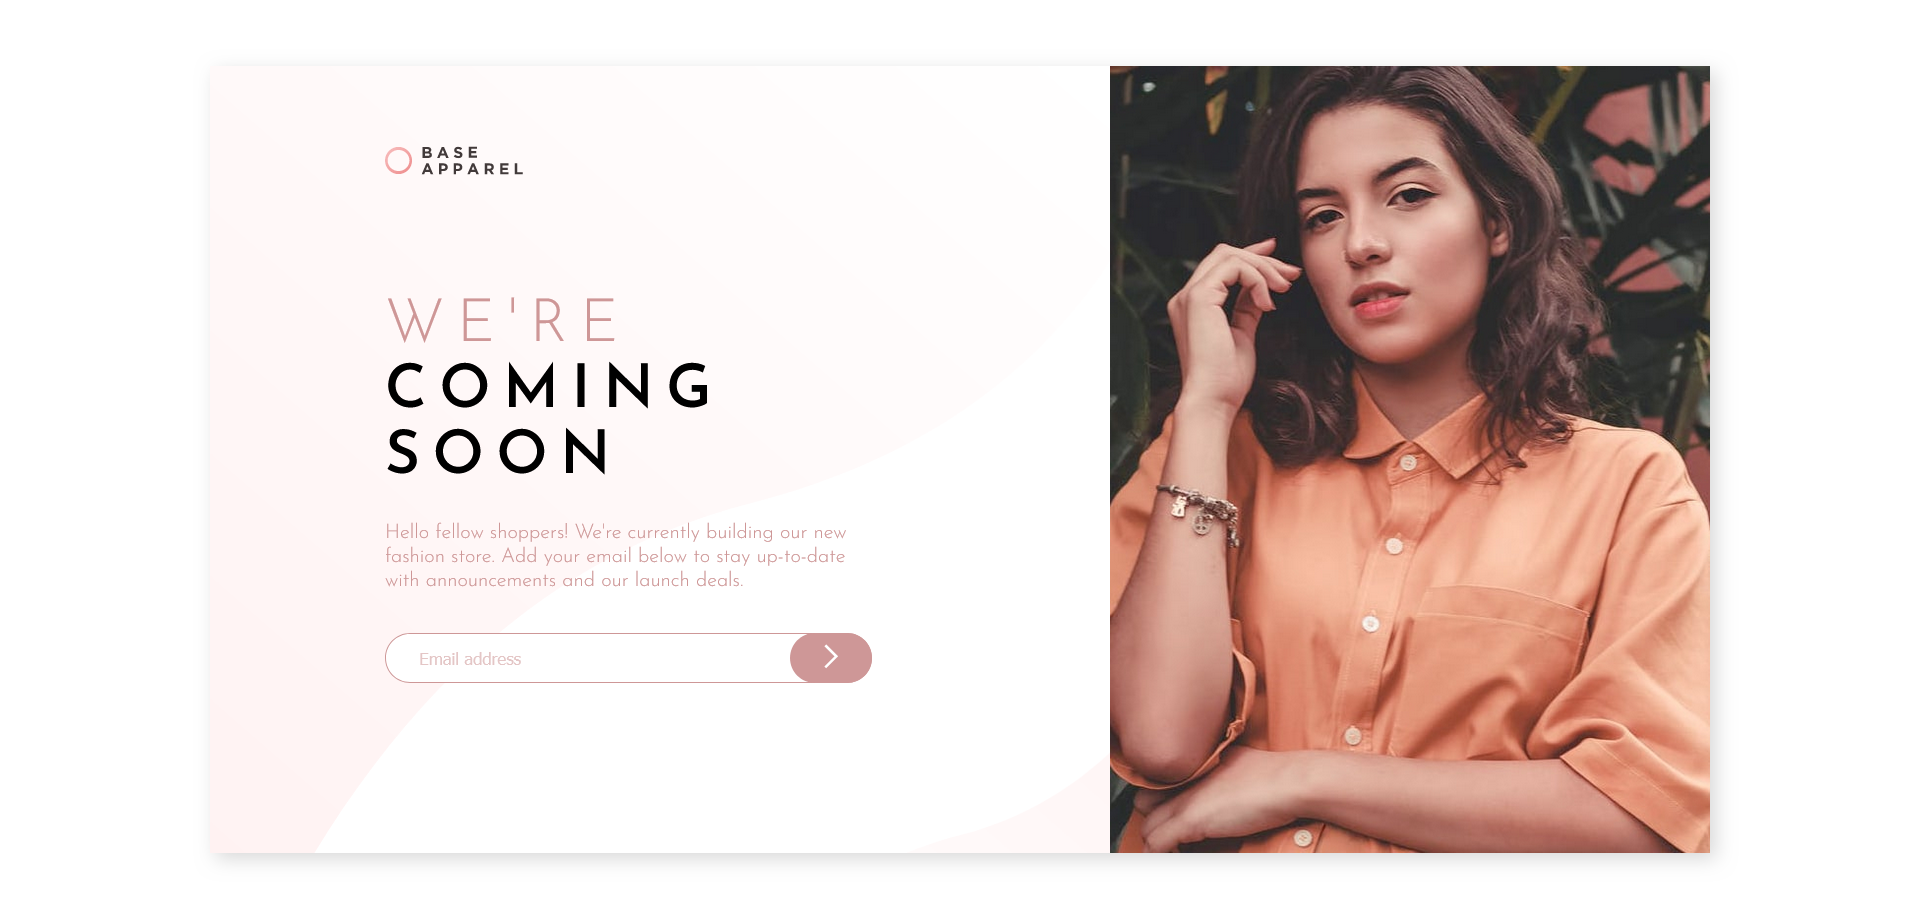 BASE
APPAREL
WE'RE
COMING
SOON
Hello fellow shoppers! We're currently building our new
fashion store. Add your email below to stay up-to-date
with announcements and our launch deals.
Email address